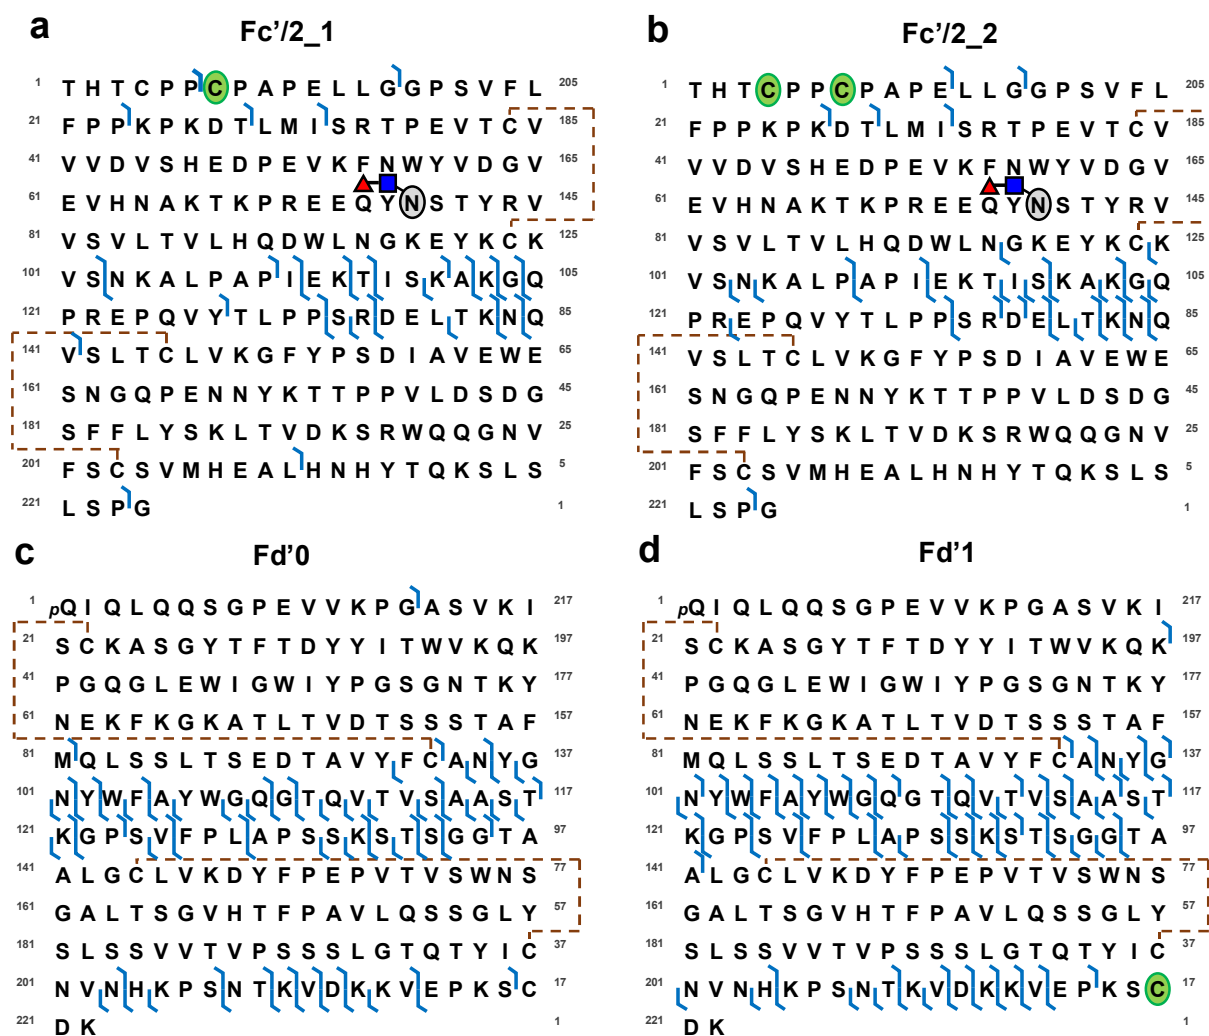 a
Fc'/2_1
1 T H T C P P C P A P E L L G G P S V F L 205
21 F P P K P K D T L M I S R T P E V T C V 185
41 V V D V S H E D P E V K F N W Y V D G V 165
61 E V H N A K T K P R E E Q Y N S T Y R V 145
81 V S V L T V L H Q D W L N G K E Y K C K 125
101 V S N K A L P A P I E K T I S K A K G Q 105
121 P R E P Q V Y T L P P S R D E L T K N Q 85
141 V S L T C L V K G F Y P S D I A V E W E 65
161 S N G Q P E N N Y K T T P P V L D S D G 45
181 S F F L Y S K L T V D K S R W Q Q G N V 25
201 F S C S V M H E A L H N H Y T Q K S L S 5
221 L S P G 1
b
Fc'/2_2
1 T H T C P P C P A P E L L G G P S V F L 205
21 F P P K P K D T L M I S R T P E V T C V 185
41 V V D V S H E D P E V K F N W Y V D G V 165
61 E V H N A K T K P R E E Q Y N S T Y R V 145
81 V S V L T V L H Q D W L N G K E Y K C K 125
101 V S N K A L P A P I E K T I S K A K G Q 105
121 P R E P Q V Y T L P P S R D E L T K N Q 85
141 V S L T C L V K G F Y P S D I A V E W E 65
161 S N G Q P E N N Y K T T P P V L D S D G 45
181 S F F L Y S K L T V D K S R W Q Q G N V 25
201 F S C S V M H E A L H N H Y T Q K S L S 5
221 L S P G 1
c
Fd'0
1 pQ I Q L Q Q S G P E V V K P G A S V K I 217
21 S C K A S G Y T F T D Y Y I T W V K Q K 197
41 P G Q G L E W I G W I Y P G S G N T K Y 177
61 N E K F K G K A T L T V D T S S S T A F 157
81 M Q L S S L T S E D T A V Y F C A N Y G 137
101 N Y W F A Y W G Q G T Q V T V S A A S T 117
121 K G P S V F P L A P S S K S T S G G T A 97
141 A L G C L V K D Y F P E P V T V S W N S 77
161 G A L T S G V H T F P A V L Q S S G L Y 57
181 S L S S V V T V P S S S L G T Q T Y I C 37
201 N V N H K P S N T K V D K K V E P K S C 17
221 D K 1
d
Fd'1
1 pQ I Q L Q Q S G P E V V K P G A S V K I 217
21 S C K A S G Y T F T D Y Y I T W V K Q K 197
41 P G Q G L E W I G W I Y P G S G N T K Y 177
61 N E K F K G K A T L T V D T S S S T A F 157
81 M Q L S S L T S E D T A V Y F C A N Y G 137
101 N Y W F A Y W G Q G T Q V T V S A A S T 117
121 K G P S V F P L A P S S K S T S G G T A 97
141 A L G C L V K D Y F P E P V T V S W N S 77
161 G A L T S G V H T F P A V L Q S S G L Y 57
181 S L S S V V T V P S S S L G T Q T Y I C 37
201 N V N H K P S N T K V D K K V E P K S C 17
221 D K 1